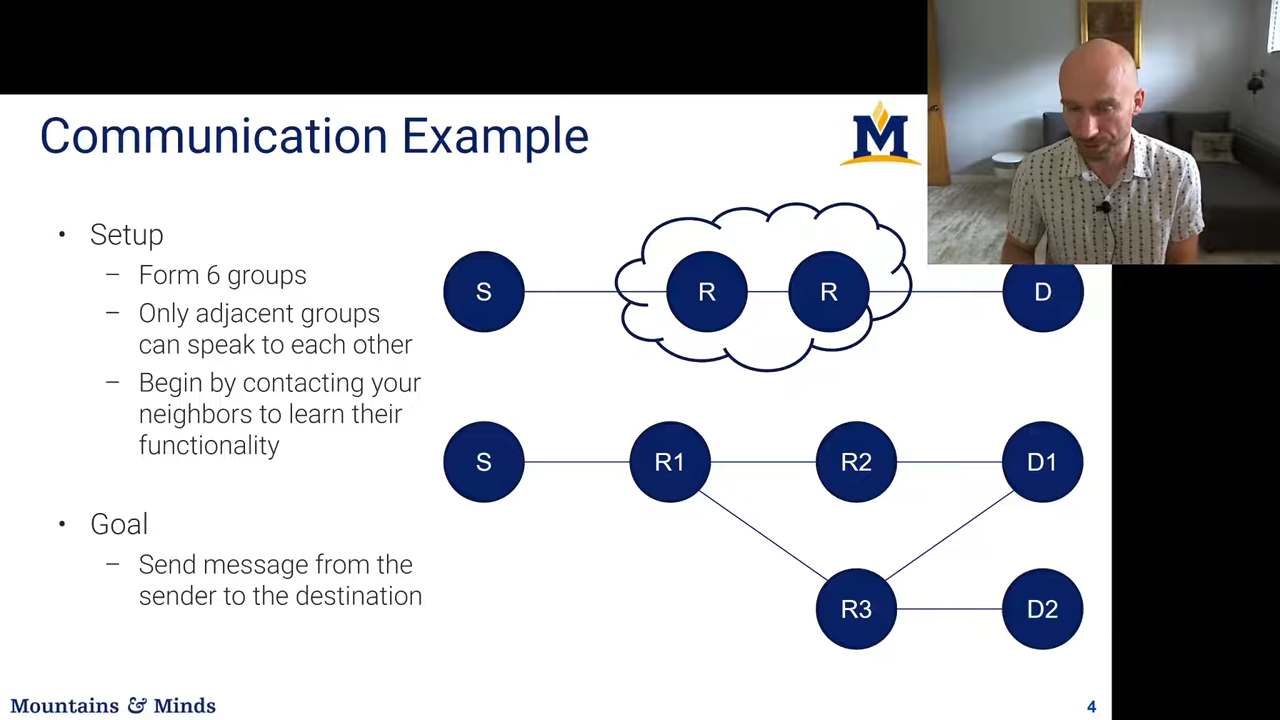 Communication Example
M
• Setup
– Form 6 groups
– Only adjacent groups
can speak to each other
– Begin by contacting your
neighbors to learn their
functionality
• Goal
– Send message from the
sender to the destination
S R R D
S R1 R2 D1
R3 D2
Mountains & Minds
4